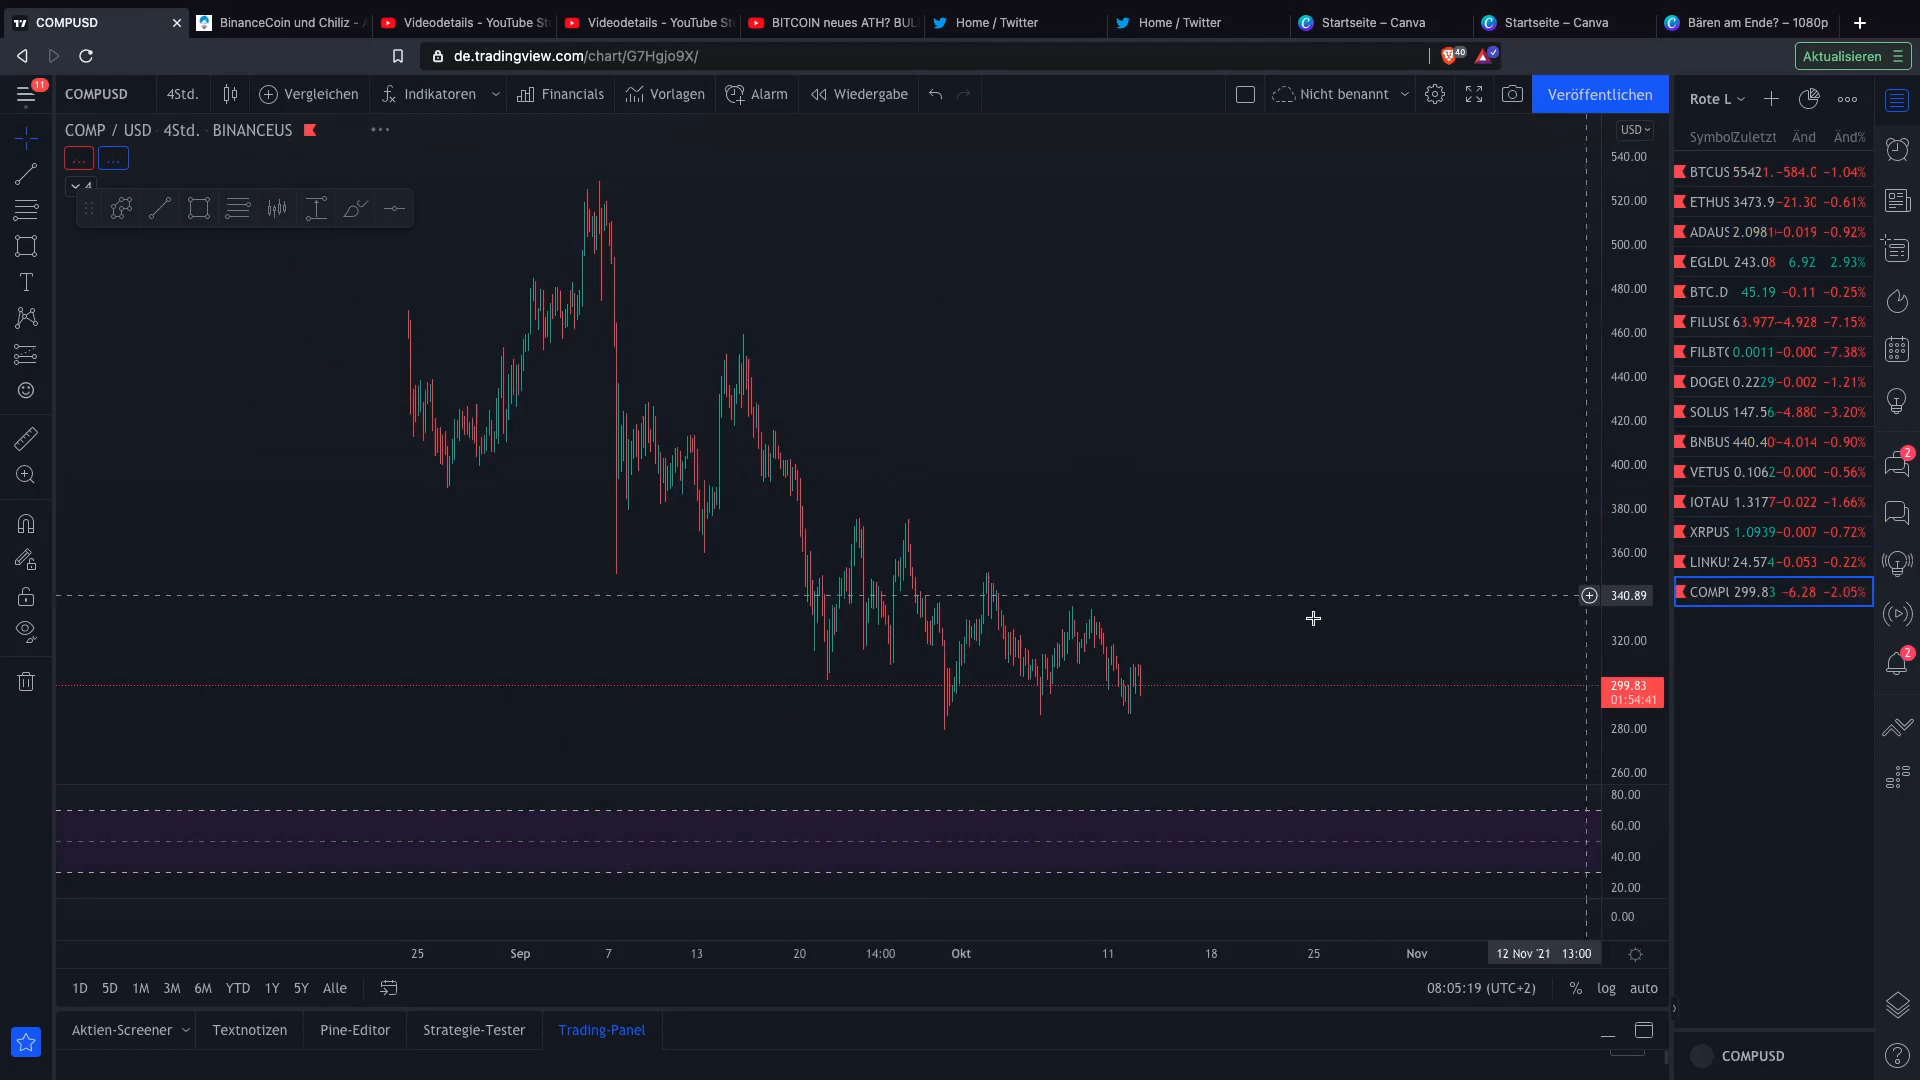 COMPUSD
BinanceCoin und Chiliz - A
Videodetails - YouTube St
Videodetails - YouTube St
BITCOIN neues ATH? BUL
Home / Twitter
Home / Twitter
Startseite – Canva
Startseite – Canva
Bären am Ende? – 1080p
de.tradingview.com/chart/G7Hgjo9X/
40
Aktualisieren
11
COMPUSD
4Std.
Vergleichen
Indikatoren
Financials
Vorlagen
Alarm
Wiedergabe
Nicht benannt
Veröffentlichen
Rote L
COMP / USD · 4Std. · BINANCEUS
USD
4
Symbol Zuletzt Änd Änd%
BTCUS 55421. −584.0 −1.04%
ETHUS 3473.9 −21.30 −0.61%
ADAUS 2.0981 −0.019 −0.92%
EGLDU 243.08 6.92 2.93%
BTC.D 45.19 −0.11 −0.25%
FILUSD 63.977 −4.928 −7.15%
FILBTC 0.0011 −0.000 −7.38%
DOGEU 0.2229 −0.002 −1.21%
SOLUS 147.56 −4.880 −3.20%
BNBUS 440.40 −4.014 −0.90%
VETUS 0.1062 −0.000 −0.56%
IOTAU 1.3177 −0.022 −1.66%
XRPUS 1.0939 −0.007 −0.72%
LINKU 24.574 −0.053 −0.22%
COMPU 299.83 −6.28 −2.05%
2
2
540.00
520.00
500.00
480.00
460.00
440.00
420.00
400.00
380.00
360.00
340.89
320.00
299.83
01:54:41
280.00
260.00
80.00
60.00
40.00
20.00
0.00
25
Sep
7
13
20
14:00
Okt
11
18
25
Nov
12 Nov '21 13:00
1D
5D
1M
3M
6M
YTD
1Y
5Y
Alle
08:05:19 (UTC+2)
%
log
auto
Aktien-Screener
Textnotizen
Pine-Editor
Strategie-Tester
Trading-Panel
COMPUSD